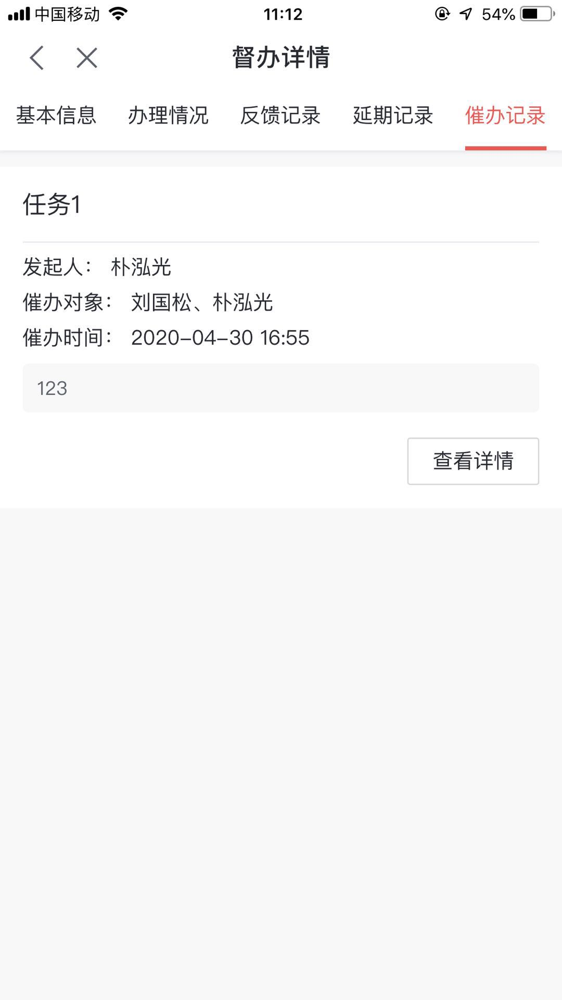 中国移动 11:12 54%
督办详情
基本信息 办理情况 反馈记录 延期记录 催办记录
任务1
发起人： 朴泓光
催办对象： 刘国松、朴泓光
催办时间： 2020-04-30 16:55
123
查看详情